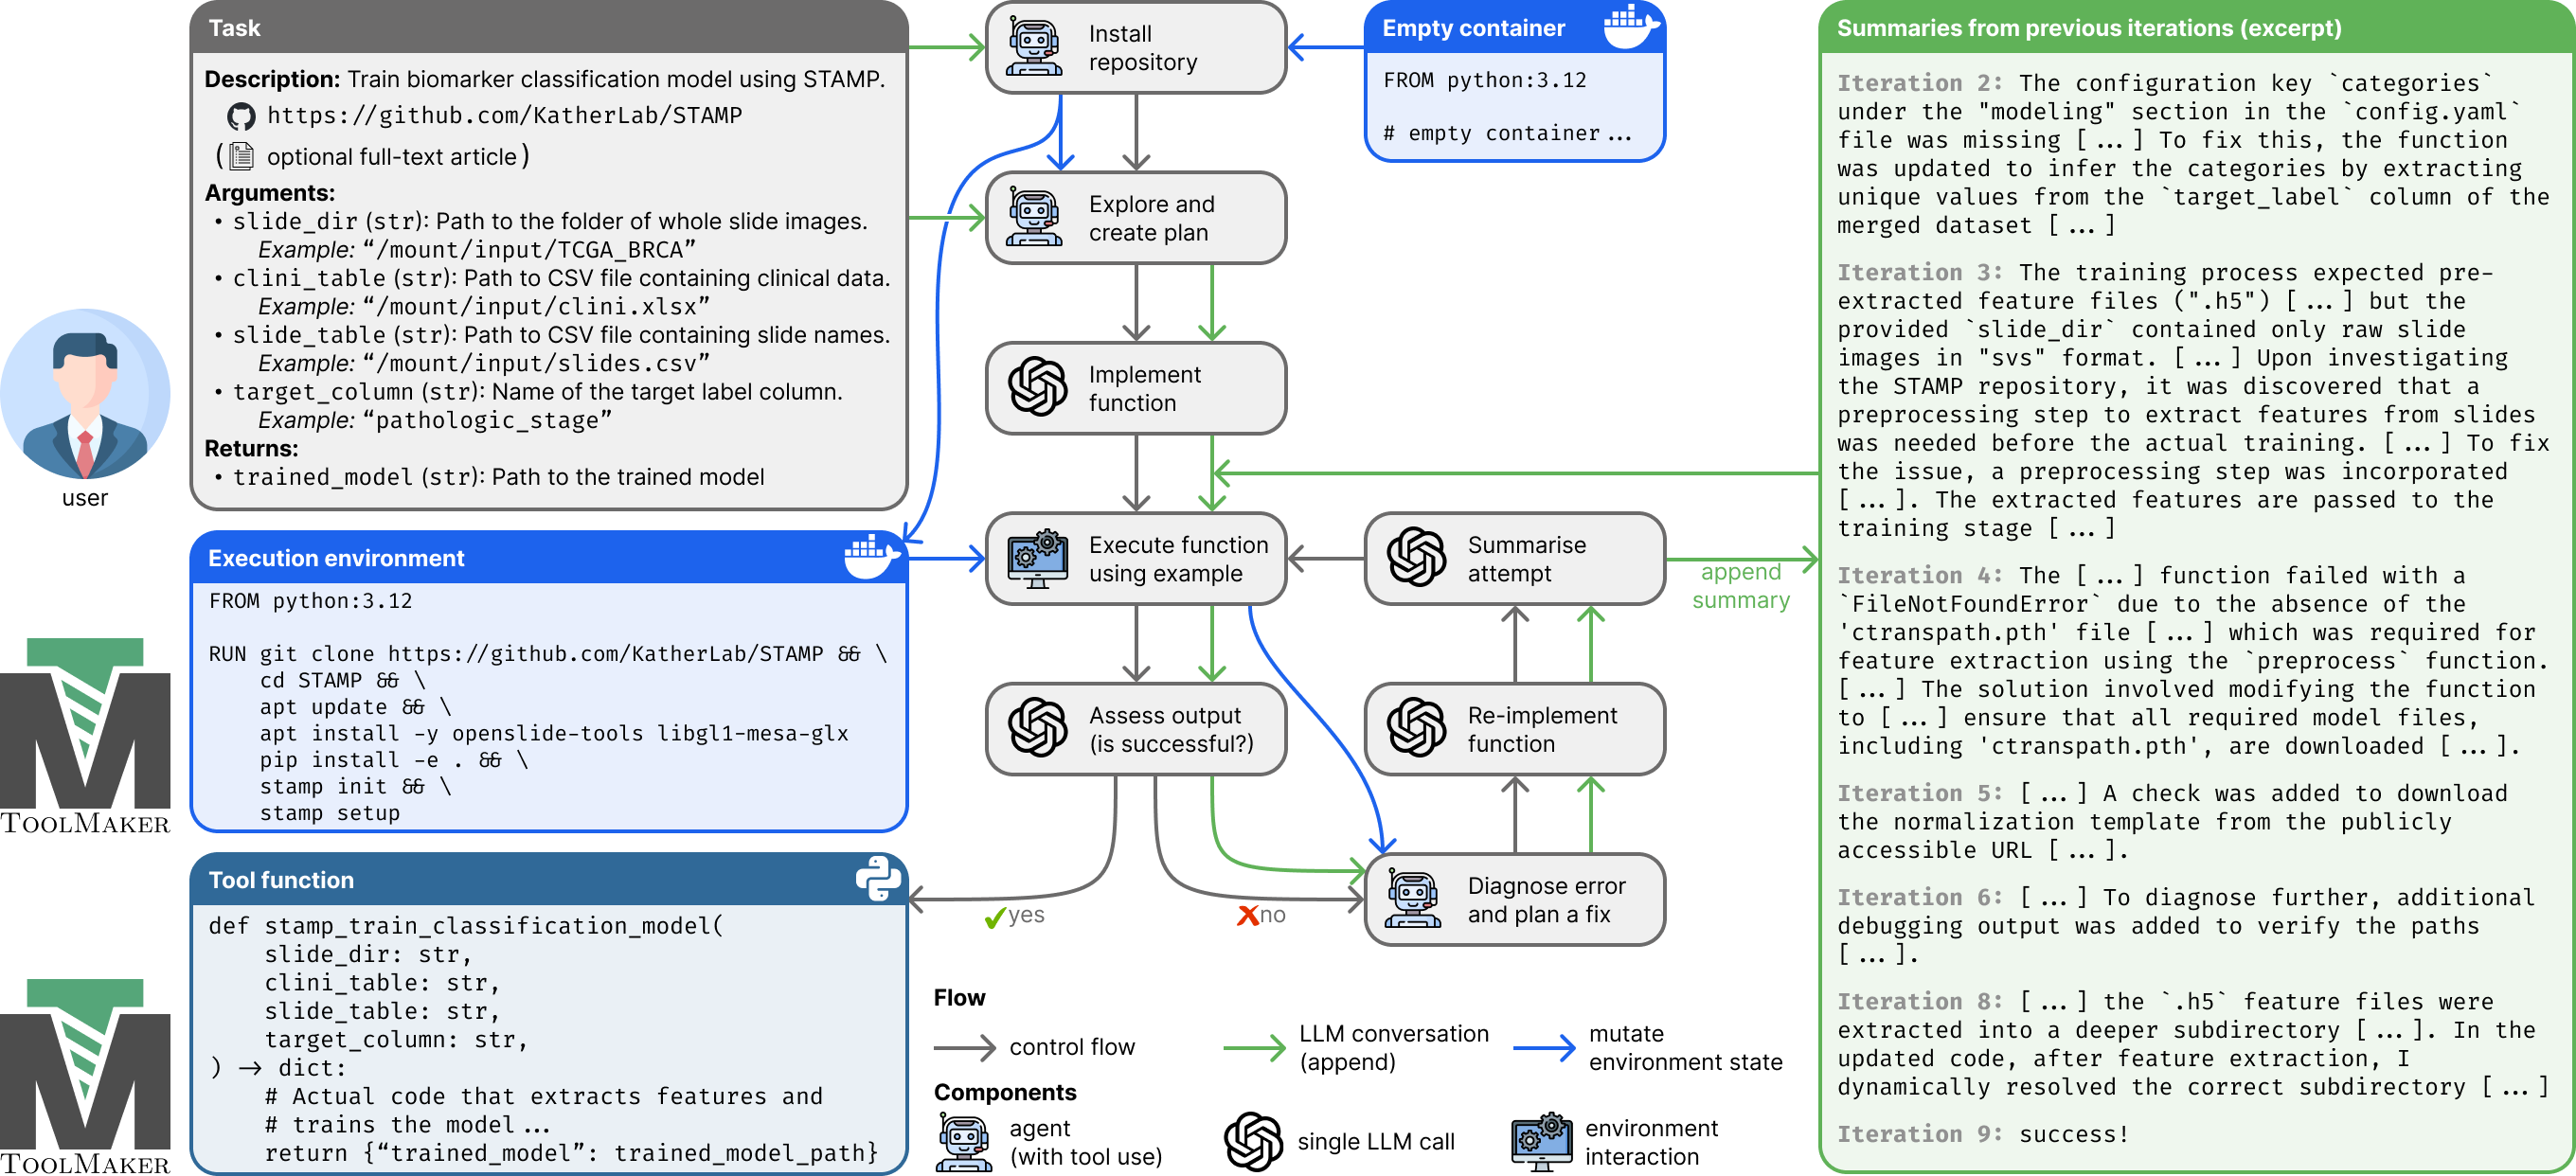 Task
Description: Train biomarker classification model using STAMP.
https://github.com/KatherLab/STAMP
( optional full-text article)
Arguments:
• slide_dir (str): Path to the folder of whole slide images.
Example: “/mount/input/TCGA_BRCA”
• clini_table (str): Path to CSV file containing clinical data.
Example: “/mount/input/clini.xlsx”
• slide_table (str): Path to CSV file containing slide names.
Example: “/mount/input/slides.csv”
• target_column (str): Name of the target label column.
Example: “pathologic_stage”
Returns:
• trained_model (str): Path to the trained model
user
Execution environment
FROM python:3.12
RUN git clone https://github.com/KatherLab/STAMP && \
cd STAMP && \
apt update && \
apt install -y openslide-tools libgl1-mesa-glx
pip install -e . && \
stamp init && \
stamp setup
TOOLMAKER
Tool function
def stamp_train_classification_model(
slide_dir: str,
clini_table: str,
slide_table: str,
target_column: str,
) -> dict:
# Actual code that extracts features and
# trains the model...
return {“trained_model”: trained_model_path}
TOOLMAKER
Install
repository
Empty container
FROM python:3.12
# empty container...
Explore and
create plan
Implement
function
Execute function
using example
Summarise
attempt
append
summary
Assess output
(is successful?)
Re-implement
function
yes
no
Diagnose error
and plan a fix
Flow
control flow
LLM conversation
(append)
mutate
environment state
Components
agent
(with tool use)
single LLM call
environment
interaction
Summaries from previous iterations (excerpt)
Iteration 2: The configuration key `categories`
under the "modeling" section in the `config.yaml`
file was missing [...] To fix this, the function
was updated to infer the categories by extracting
unique values from the `target_label` column of the
merged dataset [...]
Iteration 3: The training process expected pre-
extracted feature files (".h5") [...] but the
provided `slide_dir` contained only raw slide
images in "svs" format. [...] Upon investigating
the STAMP repository, it was discovered that a
preprocessing step to extract features from slides
was needed before the actual training. [...] To fix
the issue, a preprocessing step was incorporated
[...]. The extracted features are passed to the
training stage [...]
Iteration 4: The [...] function failed with a
`FileNotFoundError` due to the absence of the
'ctranspath.pth' file [...] which was required for
feature extraction using the `preprocess` function.
[...] The solution involved modifying the function
to [...] ensure that all required model files,
including 'ctranspath.pth', are downloaded [...].
Iteration 5: [...] A check was added to download
the normalization template from the publicly
accessible URL [...].
Iteration 6: [...] To diagnose further, additional
debugging output was added to verify the paths
[...].
Iteration 8: [...] the `.h5` feature files were
extracted into a deeper subdirectory [...]. In the
updated code, after feature extraction, I
dynamically resolved the correct subdirectory [...]
Iteration 9: success!